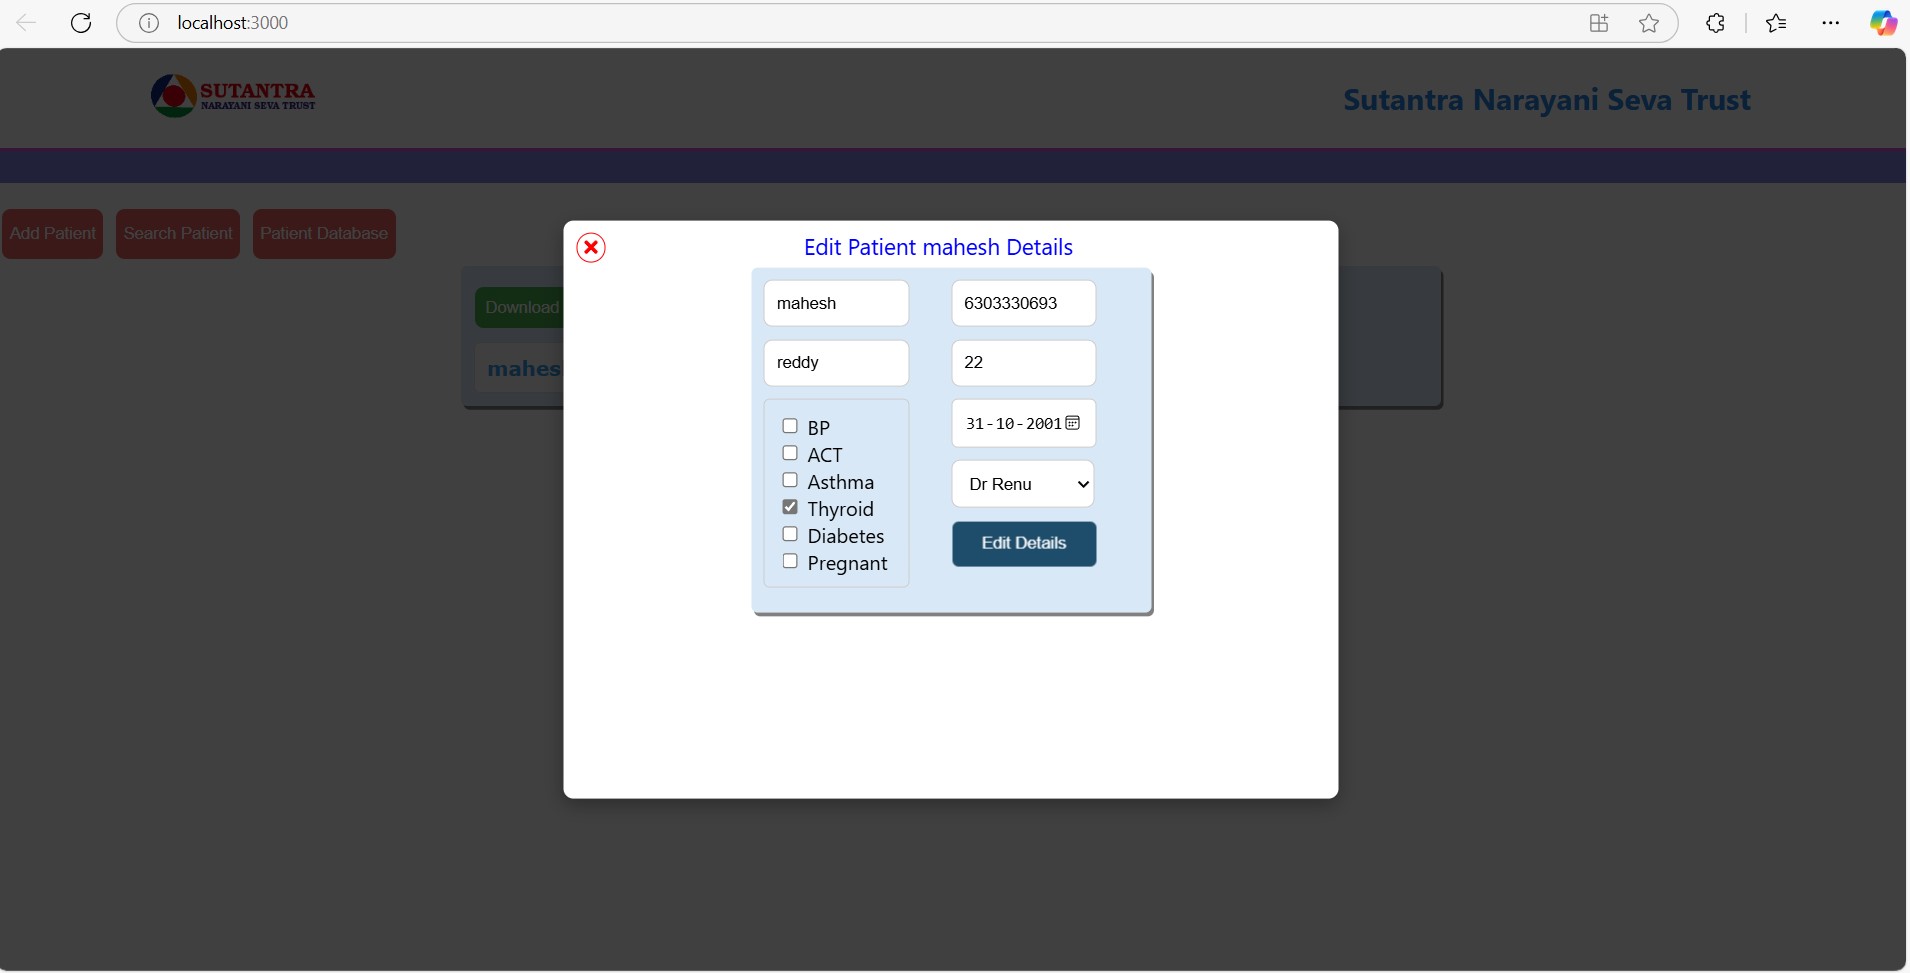 localhost:3000
SUTANTRA
NARAYANI SEVA TRUST
Sutantra Narayani Seva Trust
Add Patient
Search Patient
Patient Database
Download
mahes
Edit Patient mahesh Details
mahesh
6303330693
reddy
22
BP
ACT
Asthma
Thyroid
Diabetes
Pregnant
31-10-2001
Dr Renu
Edit Details